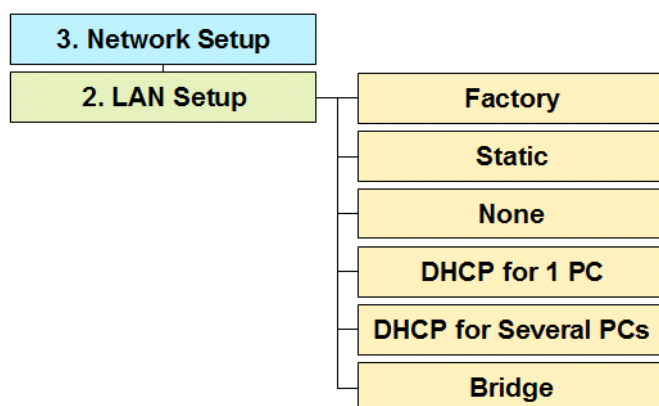 3. Network Setup
2. LAN Setup
Factory
Static
None
DHCP for 1 PC
DHCP for Several PCs
Bridge